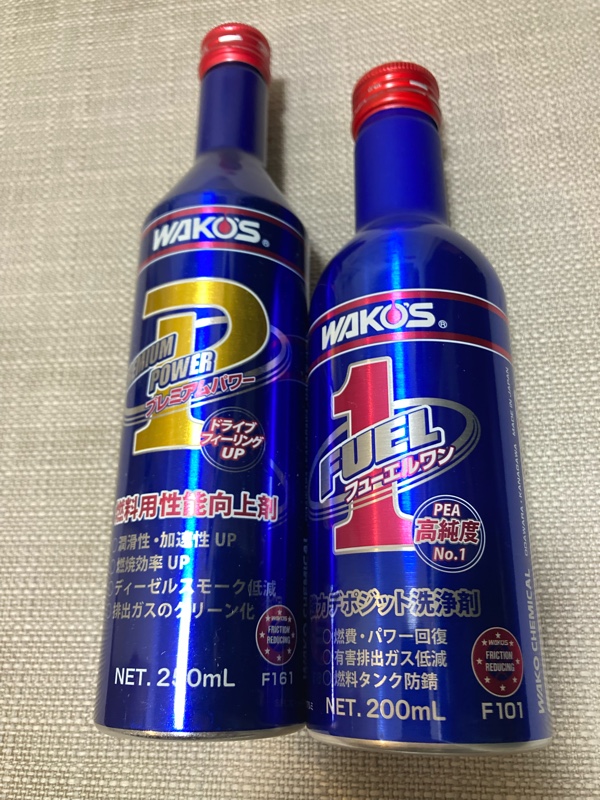 WAKO'S®
P
POWER
プレミアムパワー
ドライブ
フィーリング
UP
燃料用性能向上剤
潤滑性・加速性 UP
燃焼効率 UP
ディーゼルスモーク低減
排出ガスのクリーン化
WAKO'S
FRICTION
REDUCING
NET. 250mL
F161
WAKO'S®
1
FUEL
フューエルワン
PEA
高純度
No.1
デポジット洗浄剤
○燃費・パワー回復
○有害排出ガス低減
○燃料タンク防錆
WAKO'S
FRICTION
REDUCING
NET. 200mL
F101
WAKO CHEMICAL
ODAWARA・KANAGAWA MADE IN JAPAN